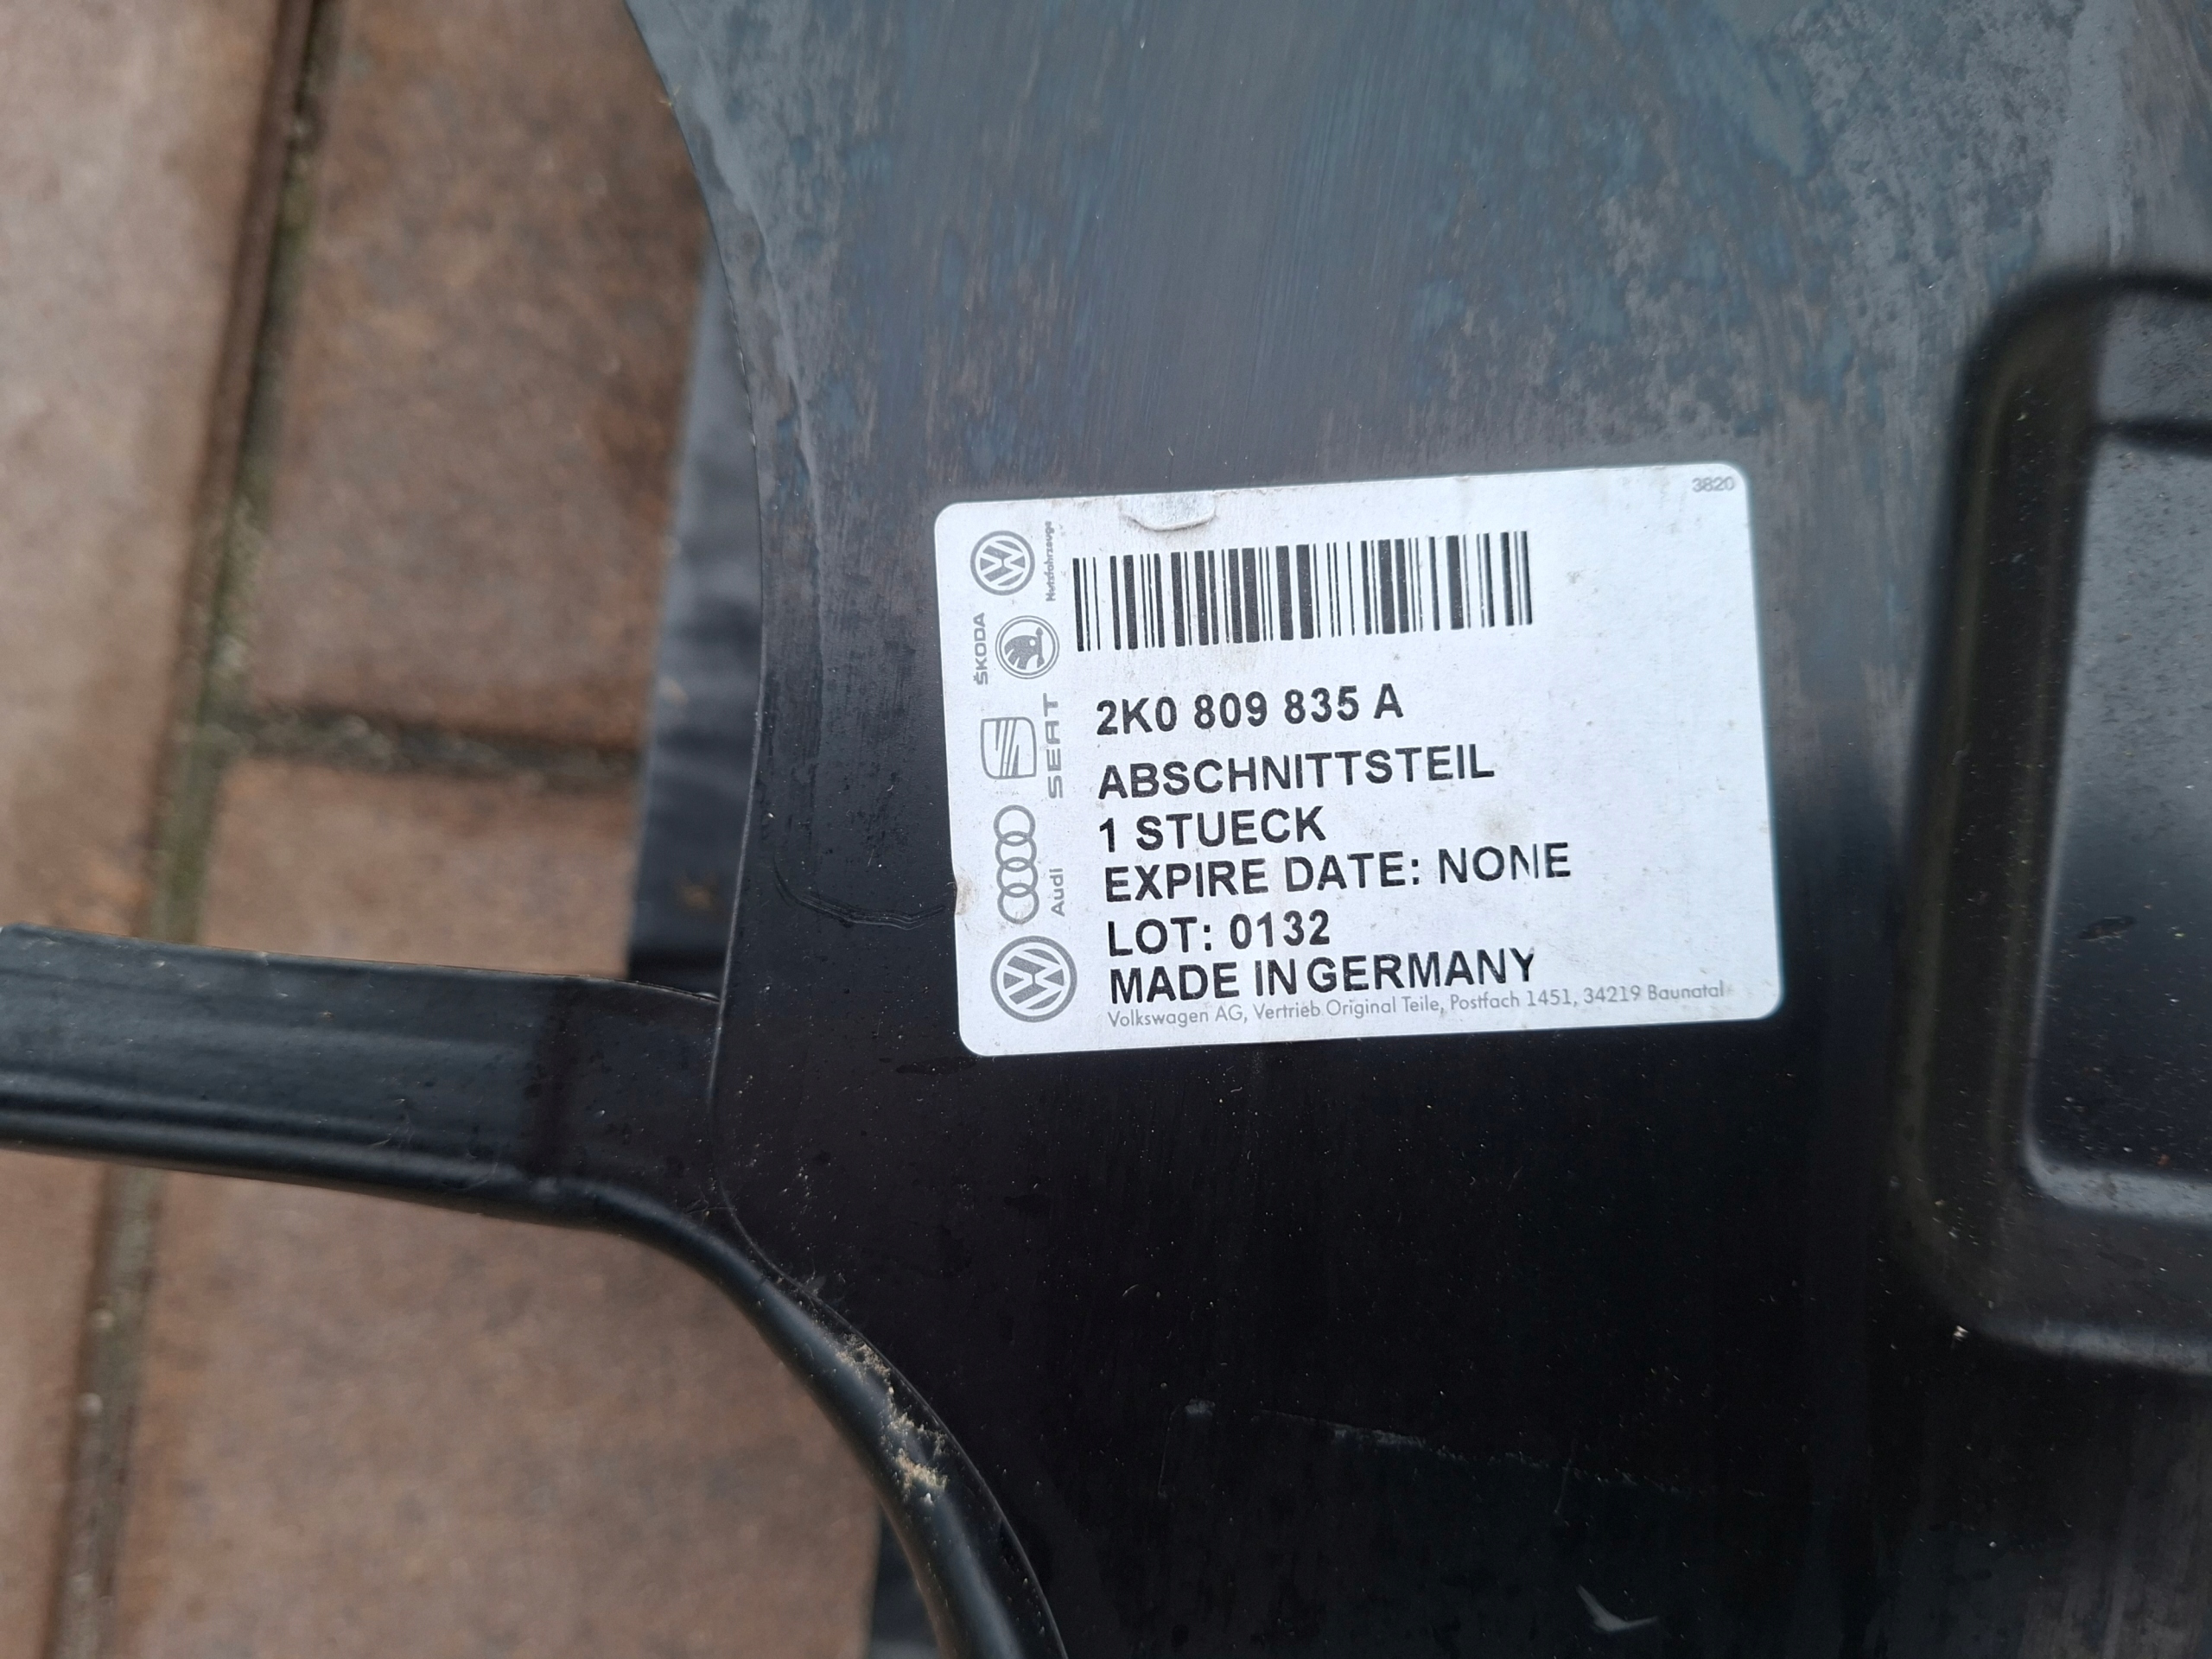 3820
Nutzfahrzeuge
ŠKODA
SEAT
Audi
2K0 809 835 A
ABSCHNITTSTEIL
1 STUECK
EXPIRE DATE: NONE
LOT: 0132
MADE IN GERMANY
Volkswagen AG, Vertrieb Original Teile, Postfach 1451, 34219 Baunatal